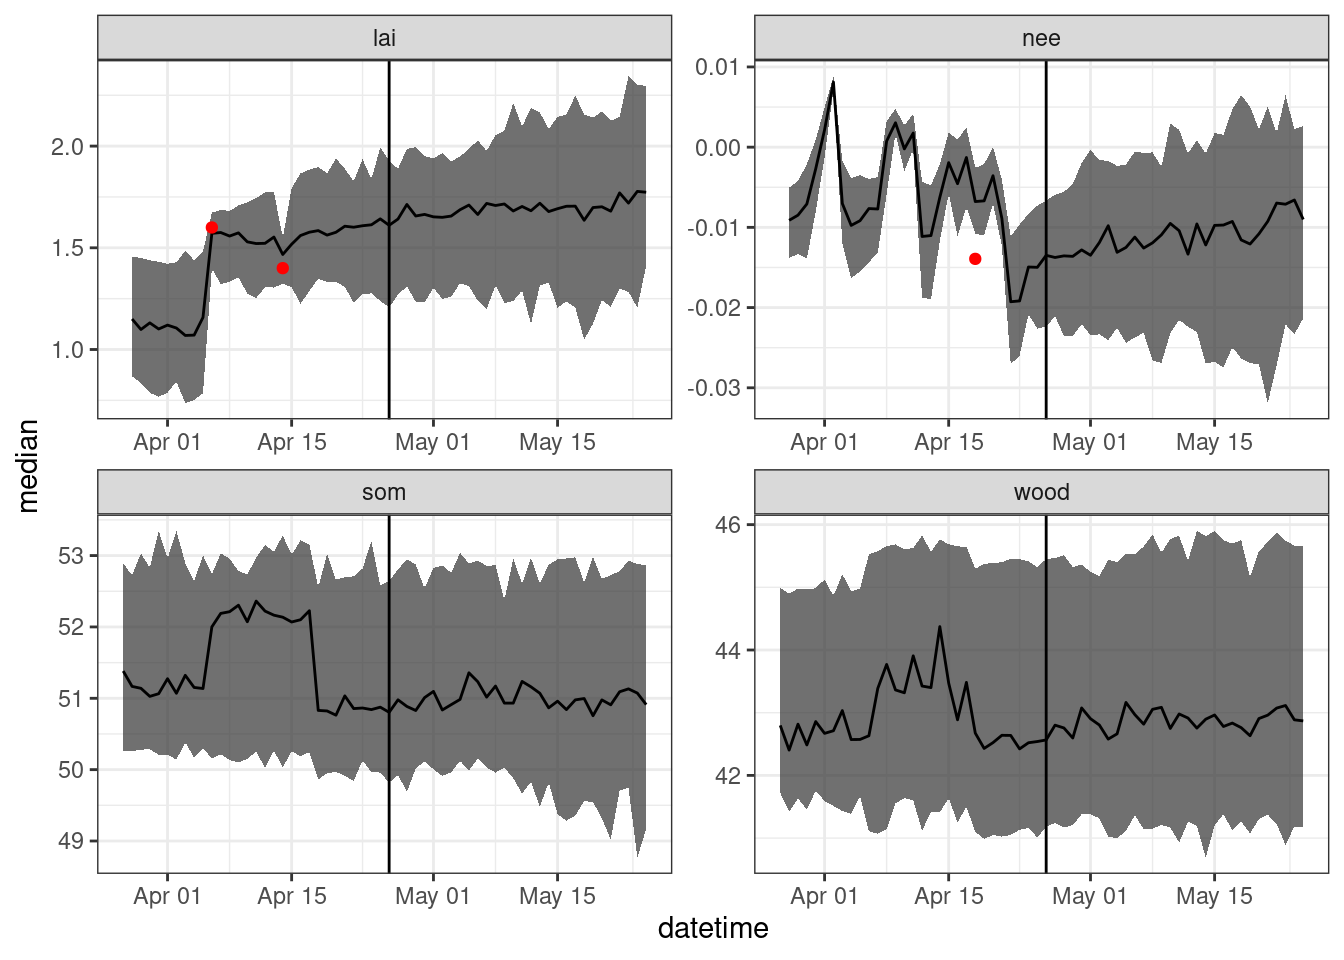 lai
nee
2.0
1.5
1.0
0.01
0.00
-0.01
-0.02
-0.03
Apr 01 Apr 15 May 01 May 15
Apr 01 Apr 15 May 01 May 15
median
som
wood
53
52
51
50
49
46
44
42
Apr 01 Apr 15 May 01 May 15
Apr 01 Apr 15 May 01 May 15
datetime